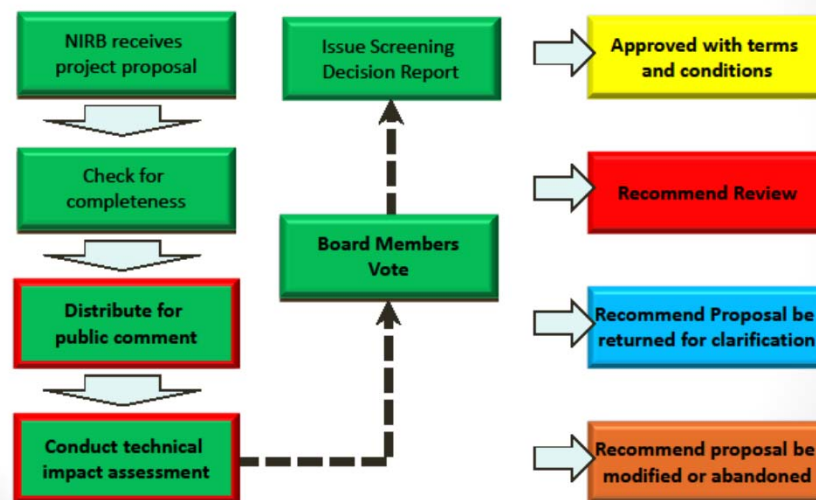 NIRB receives
project proposal
Check for
completeness
Distribute for
public comment
Conduct technical
impact assessment
Board Members
Vote
Issue Screening
Decision Report
Approved with terms
and conditions
Recommend Review
Recommend Proposal be
returned for clarification
Recommend proposal be
modified or abandoned